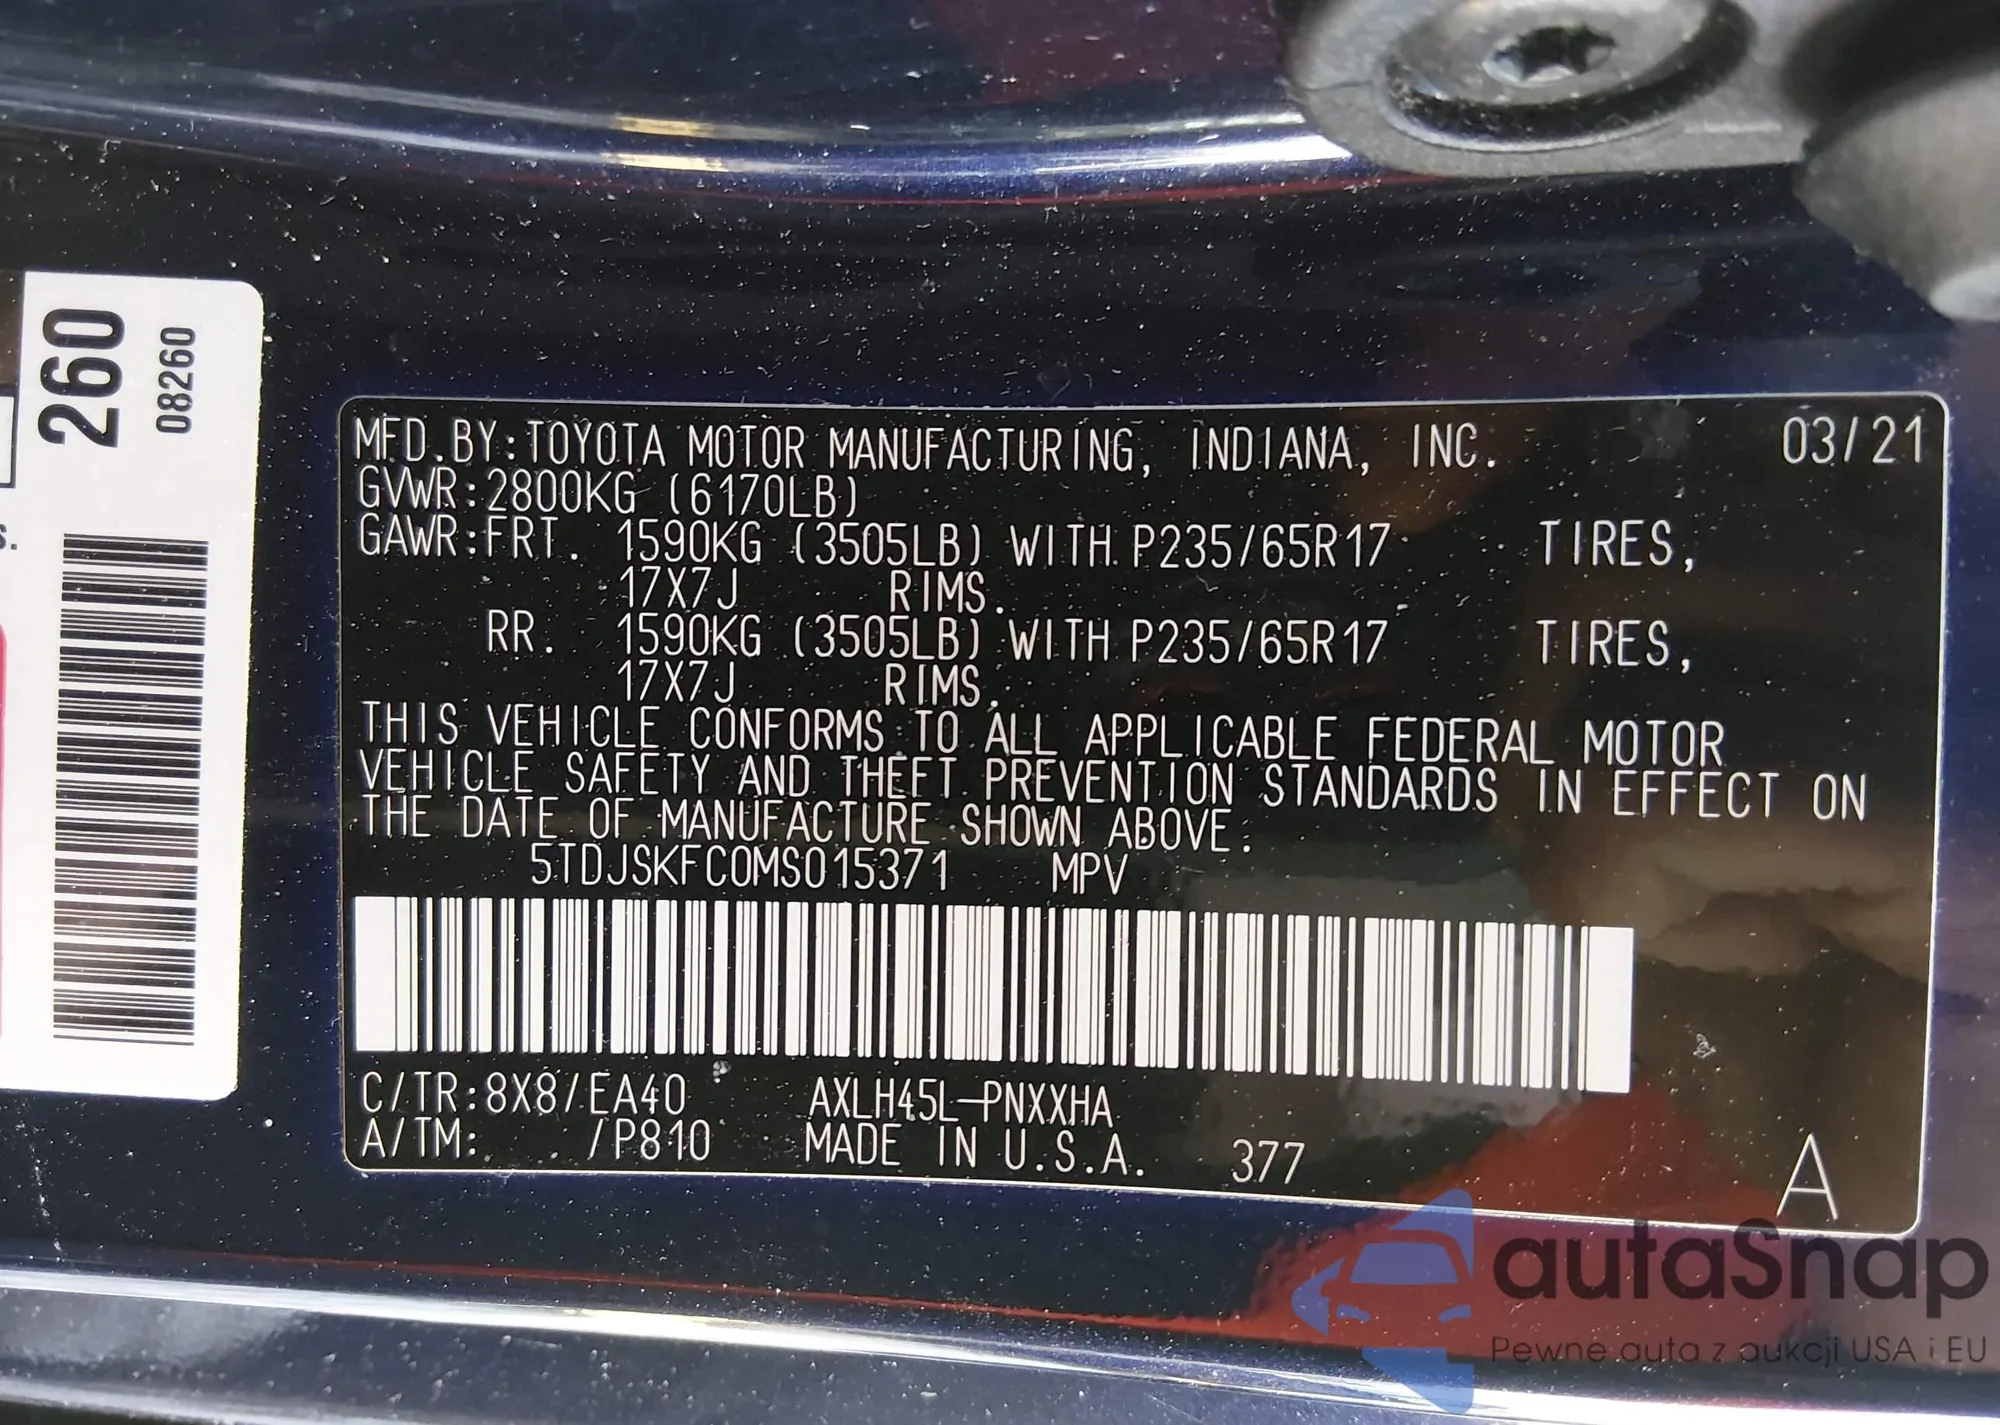 260
08260
s.
MFD. BY: TOYOTA MOTOR MANUFACTURING, INDIANA, INC. 03/21
GVWR: 2800KG (6170LB)
GAWR: FRT. 1590KG (3505LB) WITH P235/65R17 TIRES,
17X7J RIMS.
RR. 1590KG (3505LB) WITH P235/65R17 TIRES,
17X7J RIMS.
THIS VEHICLE CONFORMS TO ALL APPLICABLE FEDERAL MOTOR
VEHICLE SAFETY AND THEFT PREVENTION STANDARDS IN EFFECT ON
THE DATE OF MANUFACTURE SHOWN ABOVE.
5TDJSKFC0MS015371 MPV
C/TR: 8X8/EA40 AXLH45L-PNXXHA
A/TM: /P810 MADE IN U.S.A. 377
A
autaSnap
Pewne auta z aukcji USA i EU